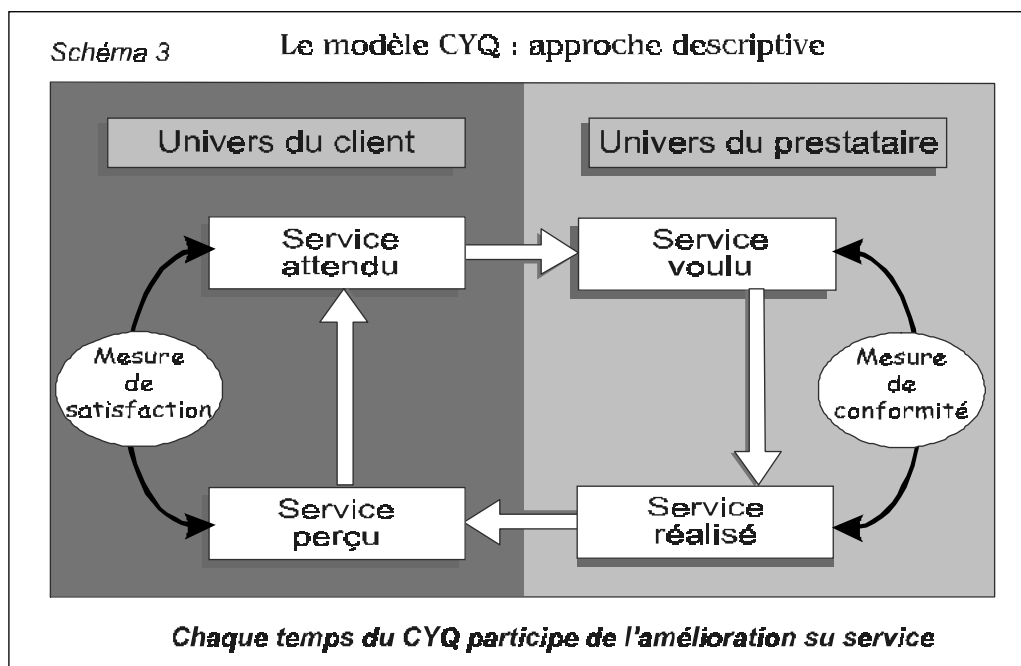 Schéma 3
Le modèle CYQ : approche descriptive
Univers du client
Univers du prestataire
Service
attendu
Service
voulu
Mesure
de
satisfaction
Mesure
de
conformité
Service
perçu
Service
réalisé
Chaque temps du CYQ participe de l'amélioration su service